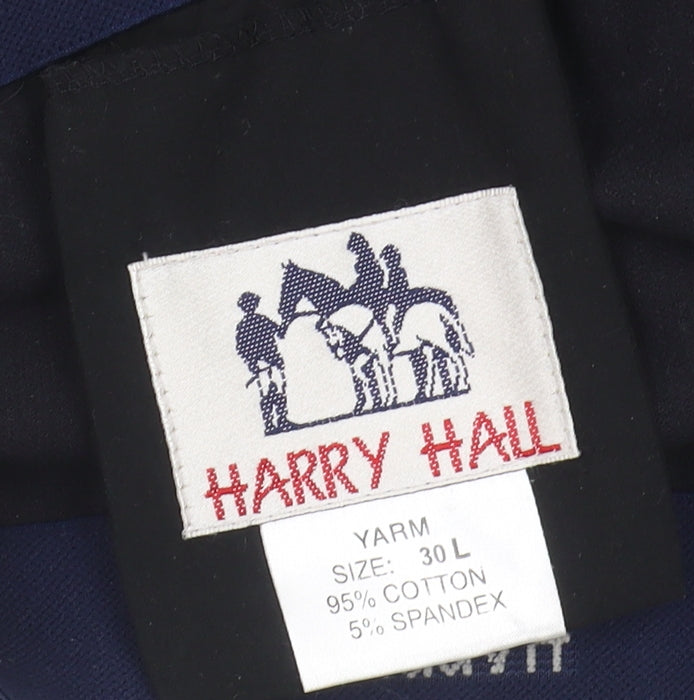 HARRY HALL
YARM
SIZE: 30 L
95% COTTON
5% SPANDEX